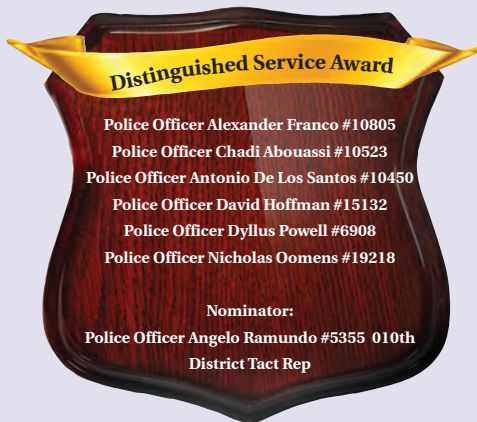 Distinguished Service Award
Police Officer Alexander Franco #10805
Police Officer Chadi Abouassi #10523
Police Officer Antonio De Los Santos #10450
Police Officer David Hoffman #15132
Police Officer Dyllus Powell #6908
Police Officer Nicholas Oomens #19218
Nominator:
Police Officer Angelo Ramundo #5355 010th
District Tact Rep